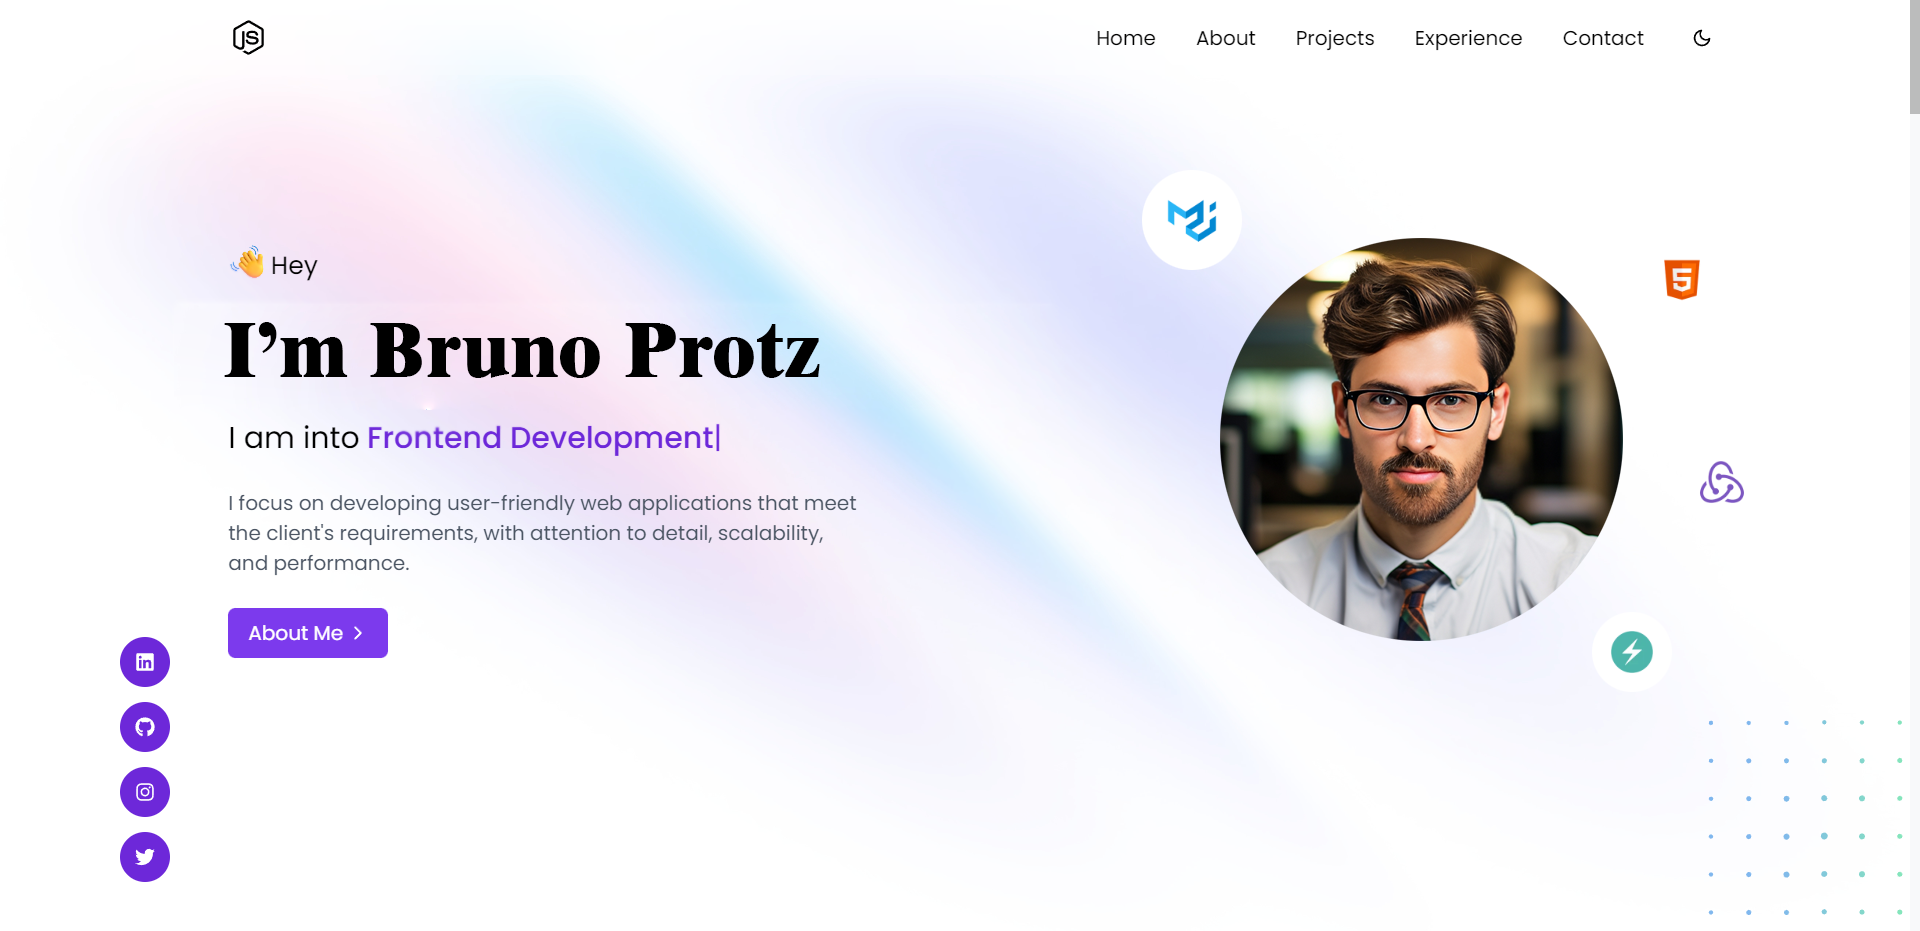 JS
Home About Projects Experience Contact
👋 Hey
I’m Bruno Protz
I am into Frontend Development|
I focus on developing user-friendly web applications that meet
the client's requirements, with attention to detail, scalability,
and performance.
About Me
in
5